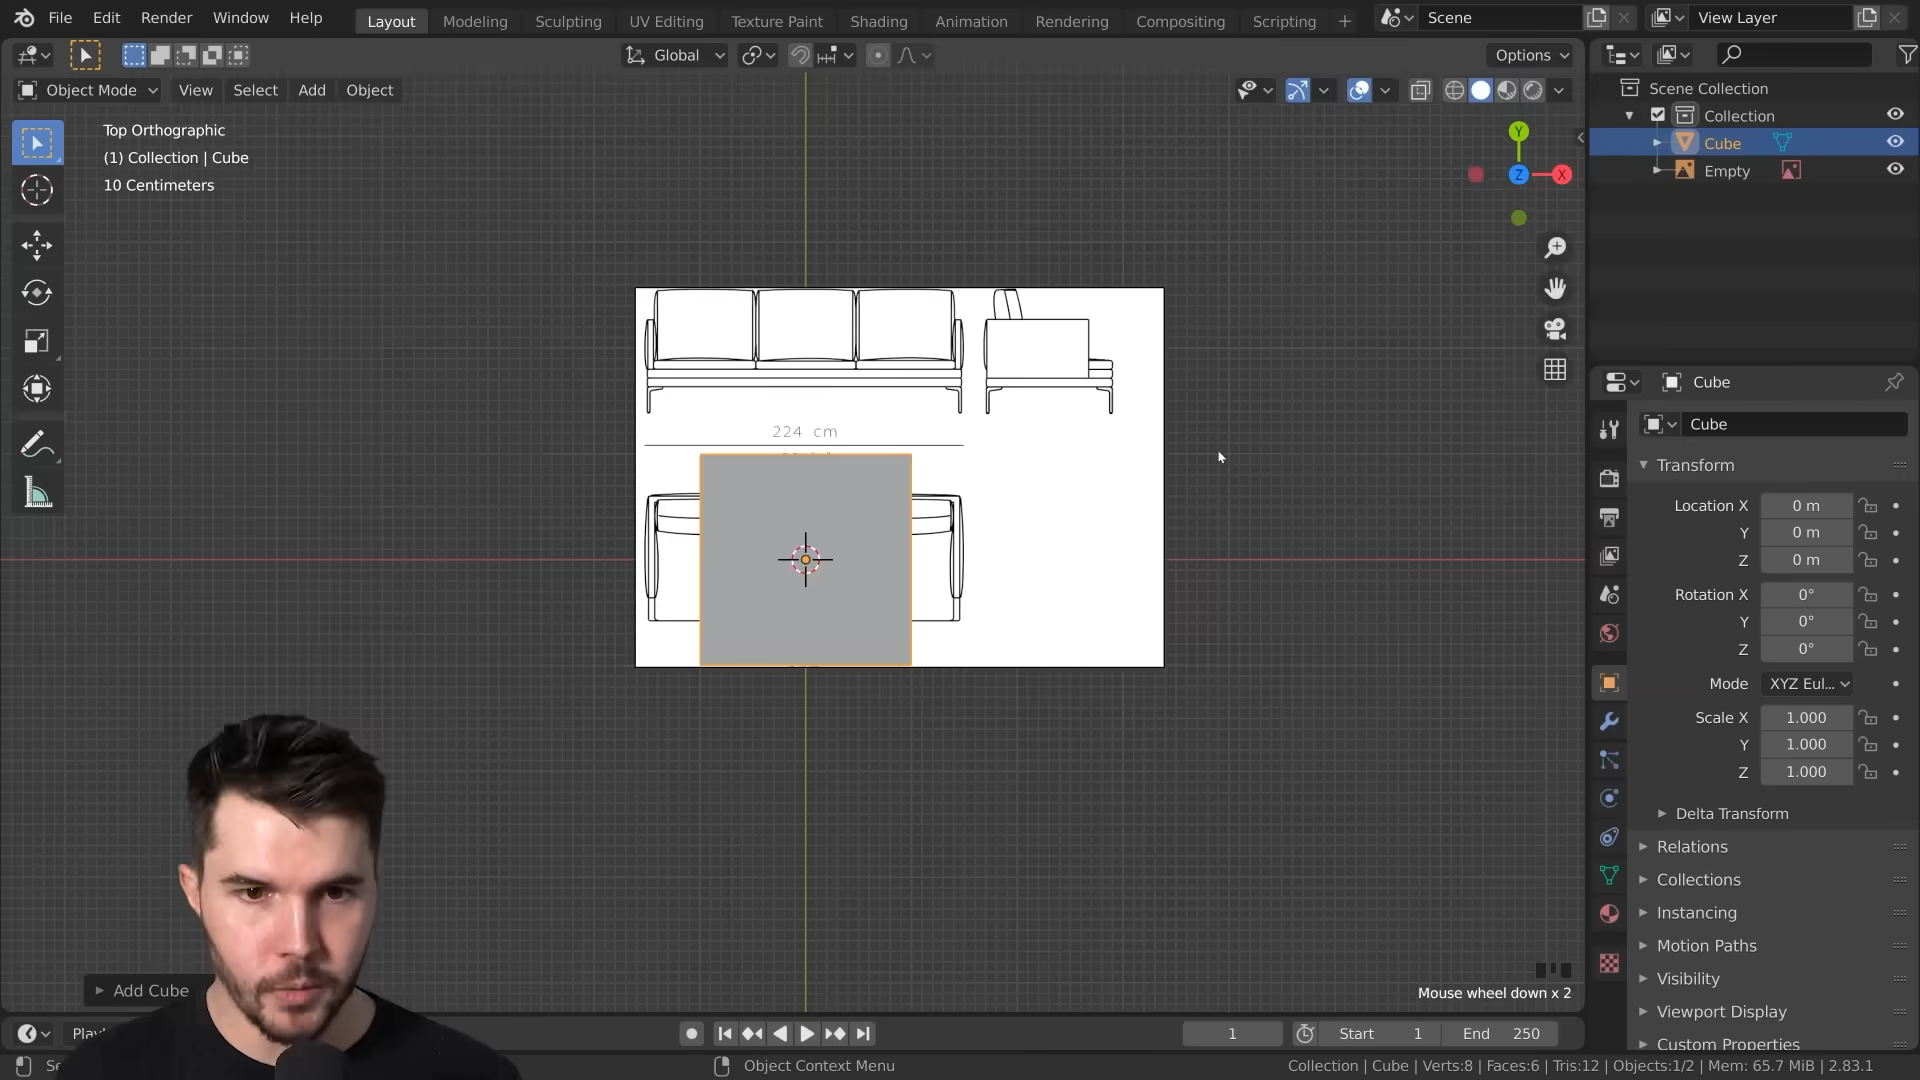 File Edit Render Window Help Layout Modeling Sculpting UV Editing Texture Paint Shading Animation Rendering Compositing Scripting + Scene View Layer
Global Options
Object Mode View Select Add Object
Top Orthographic
(1) Collection | Cube
10 Centimeters
Y
Z
X
224 cm
Scene Collection
Collection
Cube
Empty
Cube
Cube
Transform
Location X 0 m
Y 0 m
Z 0 m
Rotation X 0°
Y 0°
Z 0°
Mode XYZ Eul...
Scale X 1.000
Y 1.000
Z 1.000
Delta Transform
Relations
Collections
Instancing
Motion Paths
Visibility
Viewport Display
Custom Properties
Add Cube
Mouse wheel down x 2
1 Start 1 End 250
Object Context Menu
Collection | Cube | Verts:8 | Faces:6 | Tris:12 | Objects:1/2 | Mem: 65.7 MiB | 2.83.1